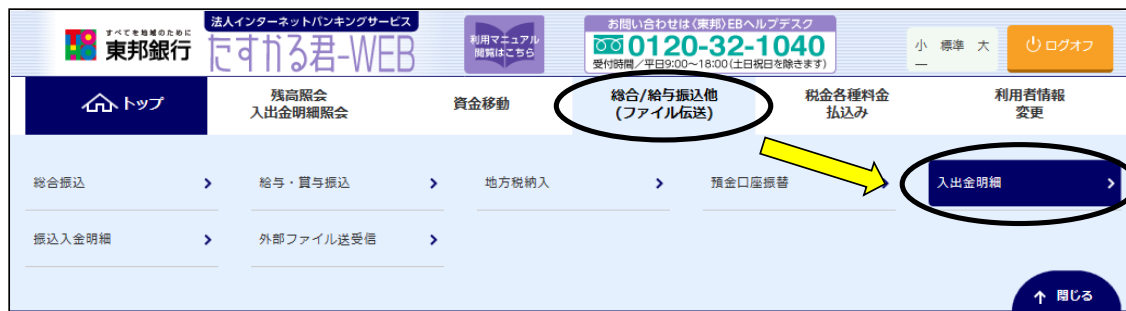 すべてを地域のために
東邦銀行
法人インターネットバンキングサービス
たすかる君-WEB
利用マニュアル
閲覧はこちら
お問い合わせは〈東邦〉EBヘルプデスク
0120-32-1040
受付時間／平日9:00～18:00(土日祝日を除きます)
小 標準 大
ログオフ
トップ
残高照会
入出金明細照会
資金移動
総合/給与振込他
(ファイル伝送)
税金各種料金
払込み
利用者情報
変更
総合振込
給与・賞与振込
地方税納入
預金口座振替
入出金明細
振込入金明細
外部ファイル送受信
閉じる